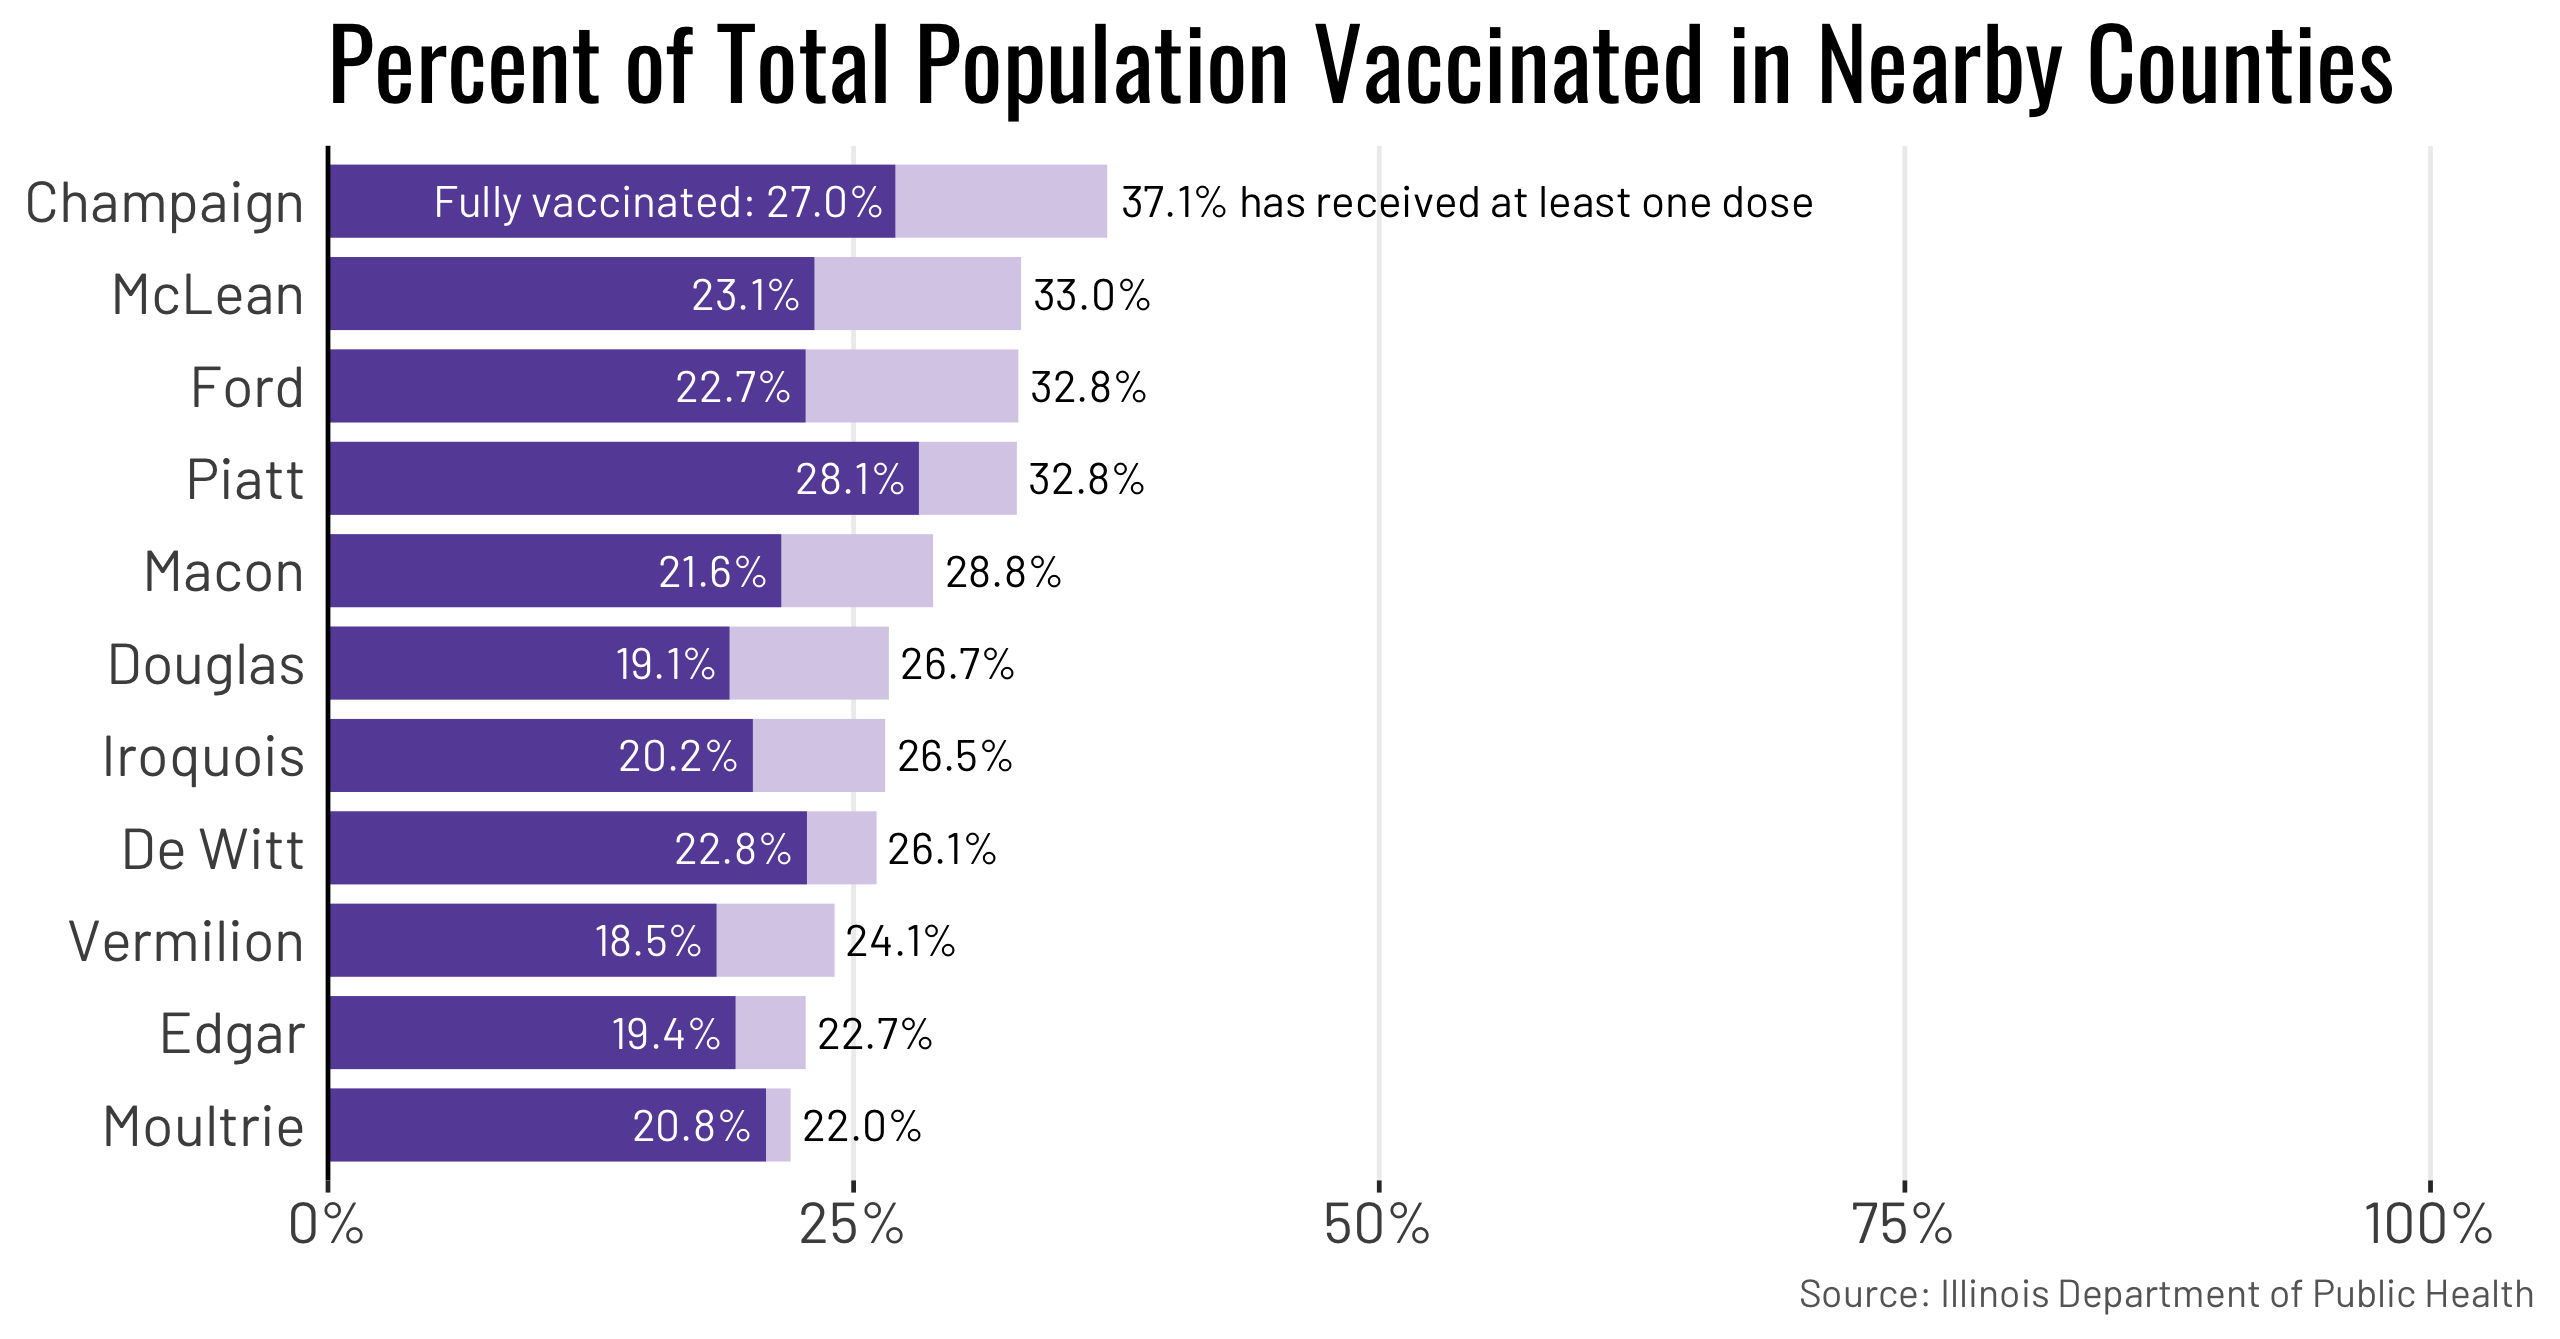 Percent of Total Population Vaccinated in Nearby Counties
Champaign Fully vaccinated: 27.0% 37.1% has received at least one dose
McLean 23.1% 33.0%
Ford 22.7% 32.8%
Piatt 28.1% 32.8%
Macon 21.6% 28.8%
Douglas 19.1% 26.7%
Iroquois 20.2% 26.5%
De Witt 22.8% 26.1%
Vermilion 18.5% 24.1%
Edgar 19.4% 22.7%
Moultrie 20.8% 22.0%
0% 25% 50% 75% 100%
Source: Illinois Department of Public Health